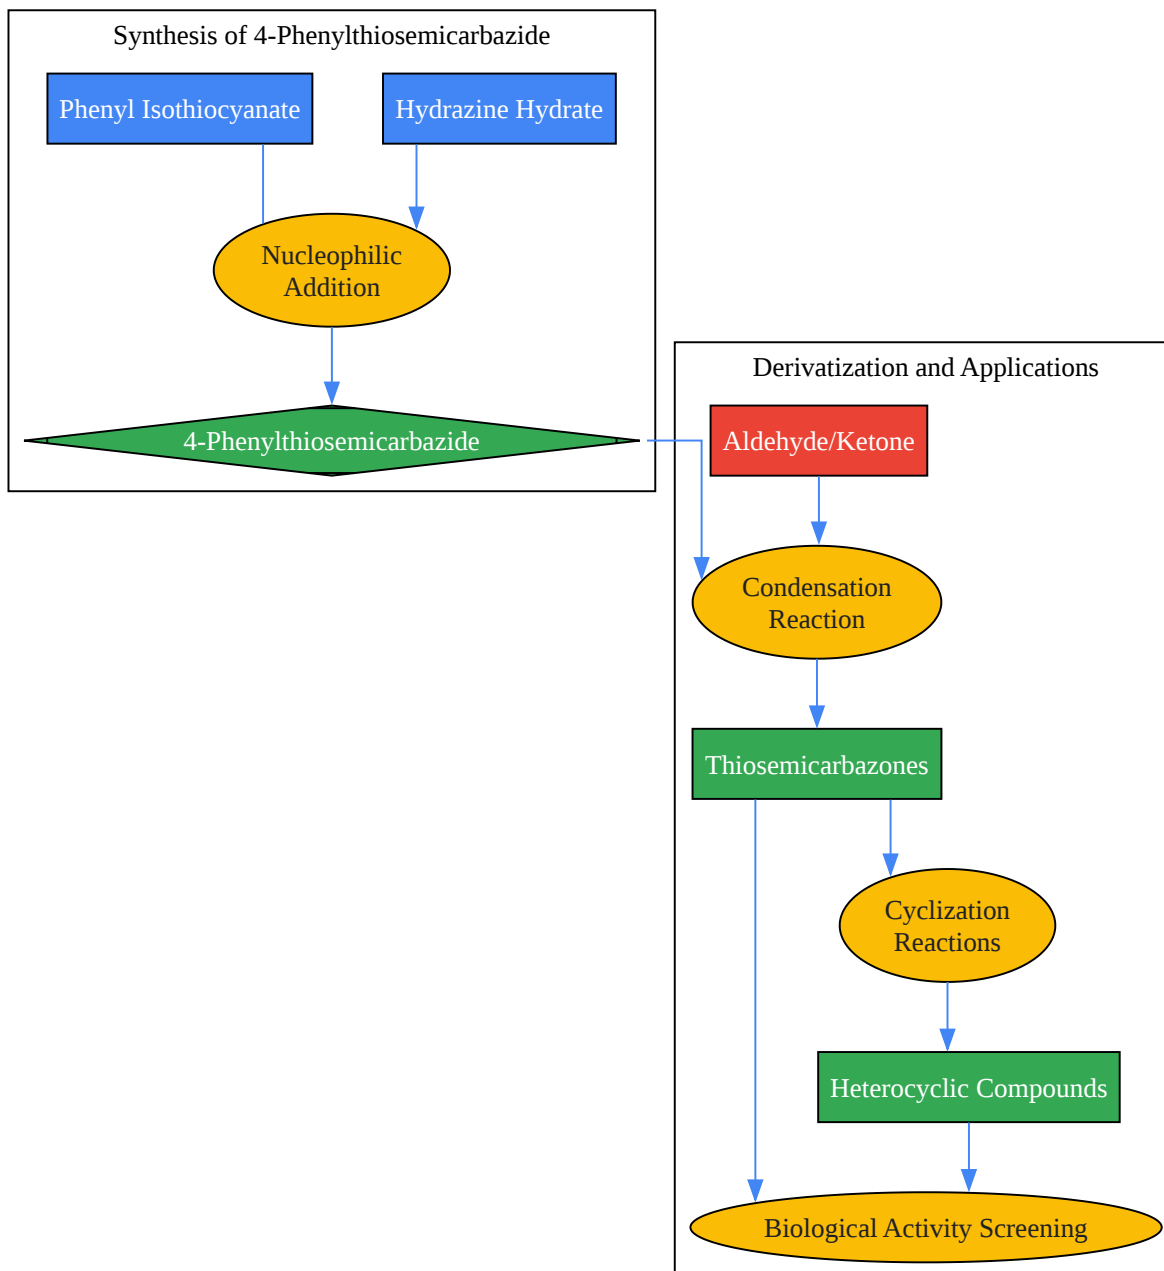 Synthesis of 4-Phenylthiosemicarbazide
Phenyl Isothiocyanate
Hydrazine Hydrate
Nucleophilic
Addition
4-Phenylthiosemicarbazide
Derivatization and Applications
Aldehyde/Ketone
Condensation
Reaction
Thiosemicarbazones
Cyclization
Reactions
Heterocyclic Compounds
Biological Activity Screening